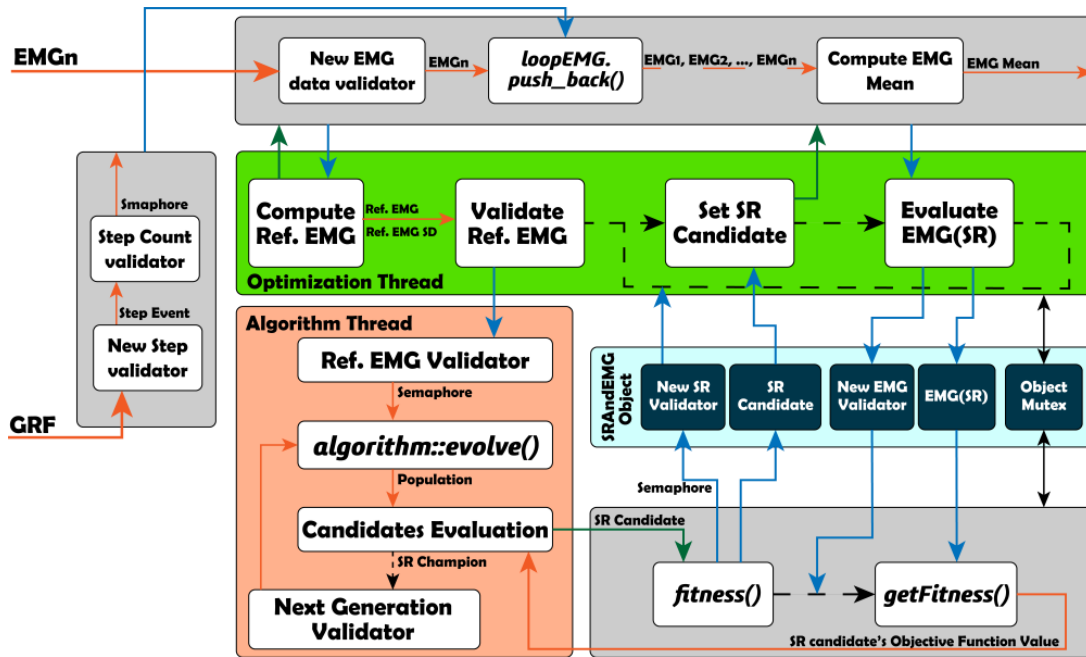 EMGn
New EMG
data validator
EMGn
loopEMG.
push_back()
EMG1, EMG2, ..., EMGn
Compute EMG
Mean
EMG Mean
Smaphore
Step Count
validator
Step Event
New Step
validator
GRF
Compute
Ref. EMG
Ref. EMG
Ref. EMG SD
Validate
Ref. EMG
Set SR
Candidate
Evaluate
EMG(SR)
Optimization Thread
Algorithm Thread
Ref. EMG Validator
Semaphore
algorithm::evolve()
Population
Candidates Evaluation
SR Champion
Next Generation
Validator
SRAndEMG
Object
New SR
Validator
SR
Candidate
New EMG
Validator
EMG(SR)
Object
Mutex
Semaphore
SR Candidate
fitness()
getFitness()
SR candidate's Objective Function Value